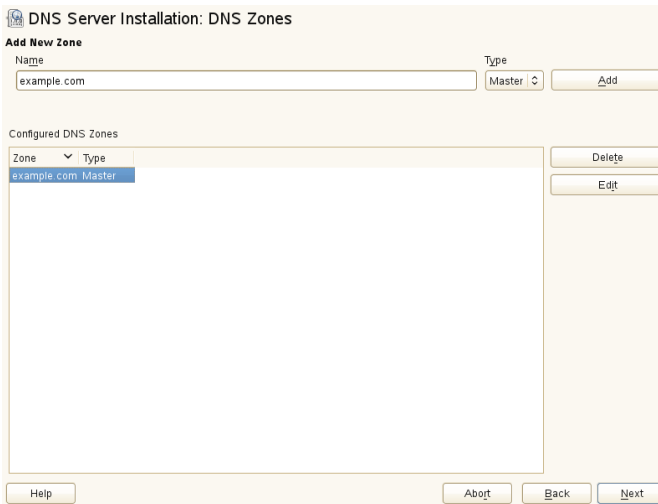 DNS Server Installation: DNS Zones
Add New Zone
Name Type
example.com Master Add
Configured DNS Zones
Zone Type Delete
example.com Master Edit
Help Abort Back Next